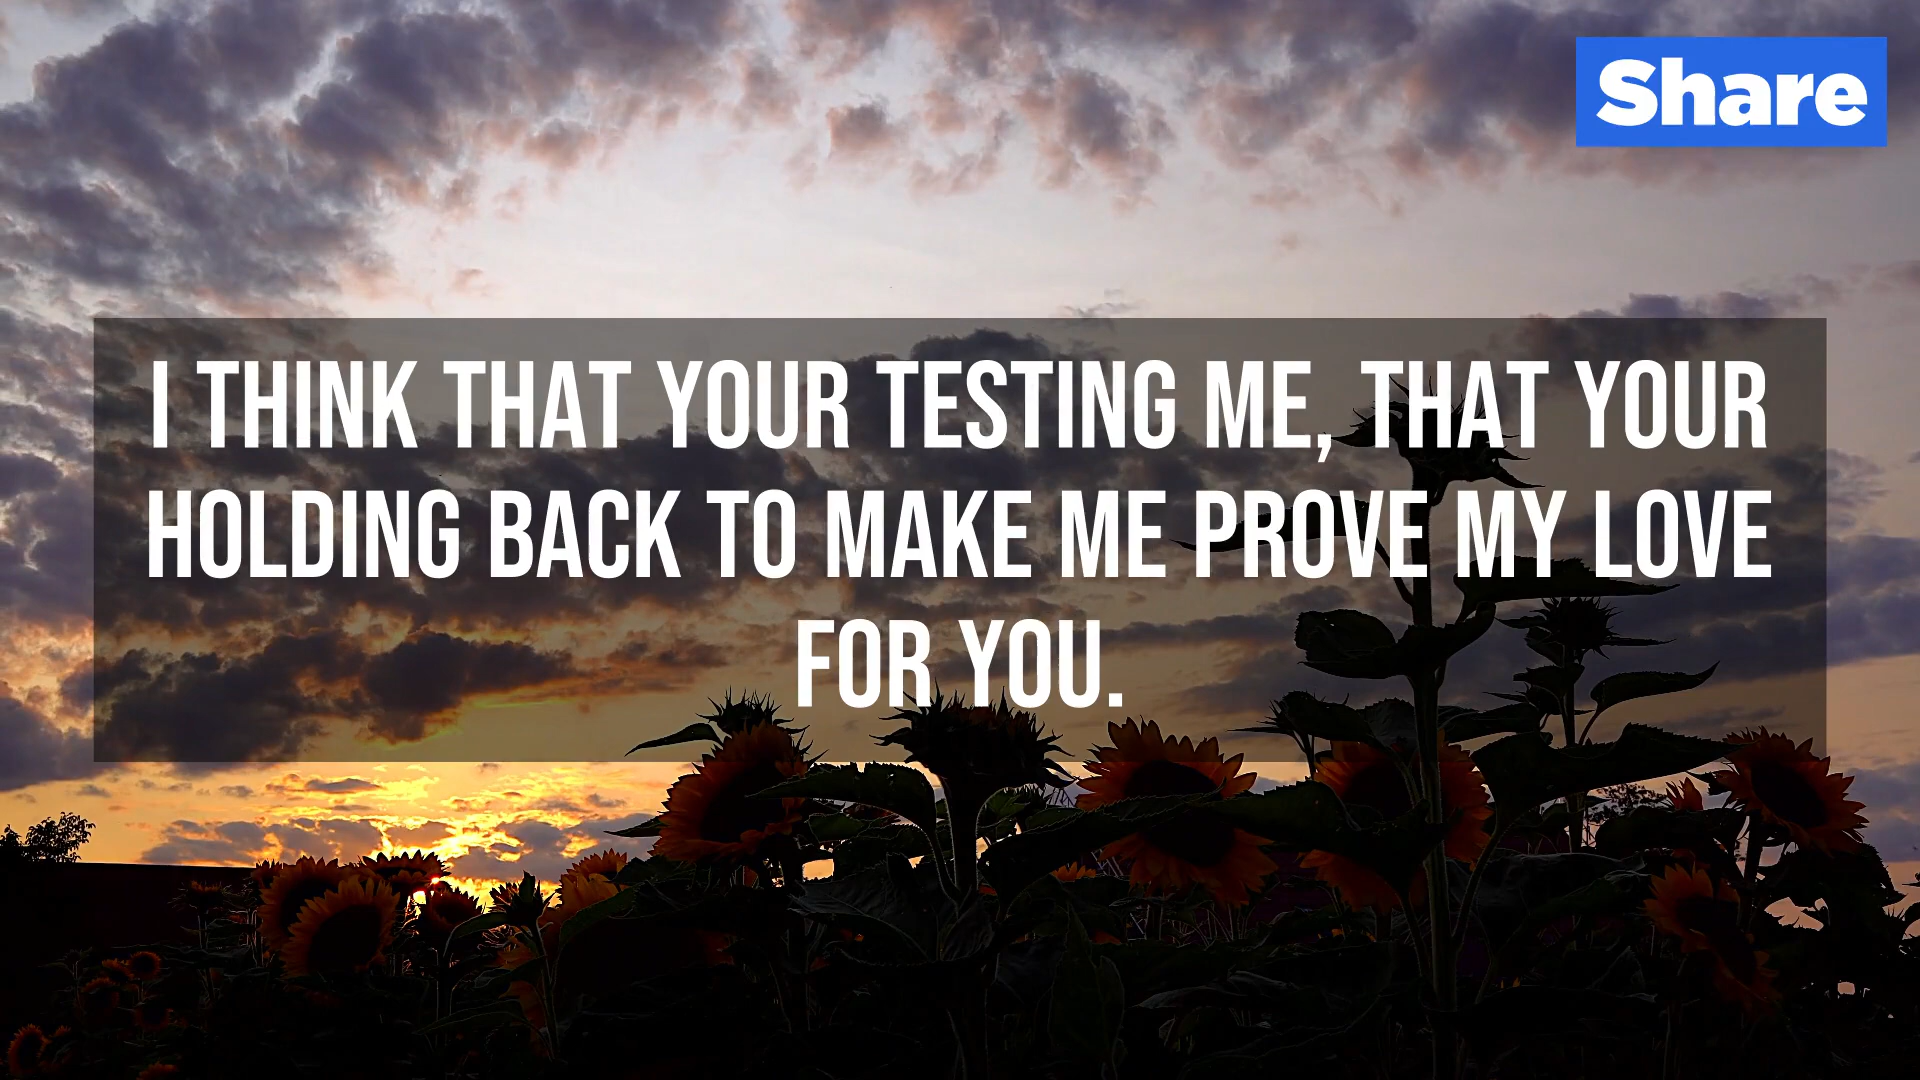 Share
I THINK THAT YOUR TESTING ME, THAT YOUR
HOLDING BACK TO MAKE ME PROVE MY LOVE
FOR YOU.